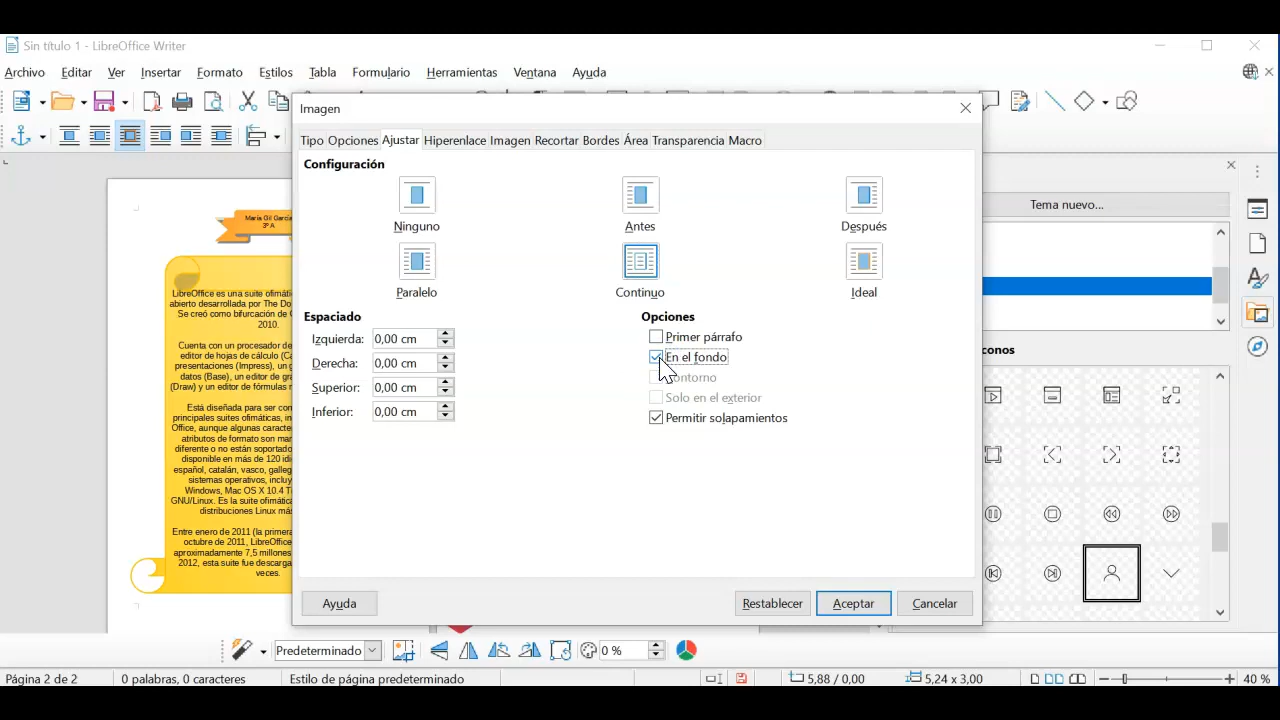 Sin título 1 - LibreOffice Writer
Archivo Editar Ver Insertar Formato Estilos Tabla Formulario Herramientas Ventana Ayuda
Imagen
Tipo Opciones Ajustar Hiperenlace Imagen Recortar Bordes Área Transparencia Macro
Configuración
Ninguno Antes Después
Paralelo Continuo Ideal
Espaciado
Izquierda: 0,00 cm
Derecha: 0,00 cm
Superior: 0,00 cm
Inferior: 0,00 cm
Opciones
Primer párrafo
En el fondo
Contorno
Solo en el exterior
Permitir solapamientos
Ayuda Restablecer Aceptar Cancelar
Tema nuevo...
conos
María Gil García
3º A
LibreOffice es una suite ofimáti
abierto desarrollada por The Do
Se creó como bifurcación de
2010.
Cuenta con un procesador de
editor de hojas de cálculo (Ca
presentaciones (Impress), un g
datos (Base), un editor de gra
(Draw) y un editor de fórmulas
Está diseñada para ser com
principales suites ofimáticas, in
Office, aunque algunas caracte
atributos de formato son man
diferente o no están soportado
disponible en más de 120 idi
español, catalán, vasco, galleg
sistemas operativos, incluy
Windows, Mac OS X 10.4 Ti
GNU/Linux. Es la suite ofimátic
distribuciones Linux más
Entre enero de 2011 (la primera
octubre de 2011, LibreOffice
aproximadamente 7,5 millones
2012, esta suite fue descarga
veces.
Predeterminado 0 %
Página 2 de 2 0 palabras, 0 caracteres Estilo de página predeterminado 5,88 / 0,00 5,24 x 3,00 40 %